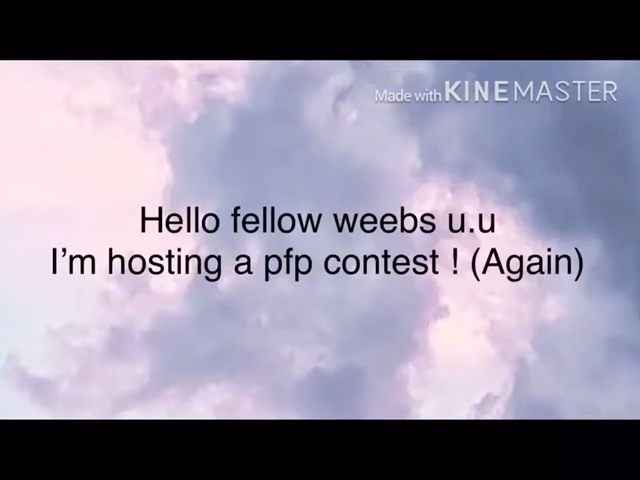 Made with KINEMASTER
Hello fellow weebs u.u
I’m hosting a pfp contest ! (Again)